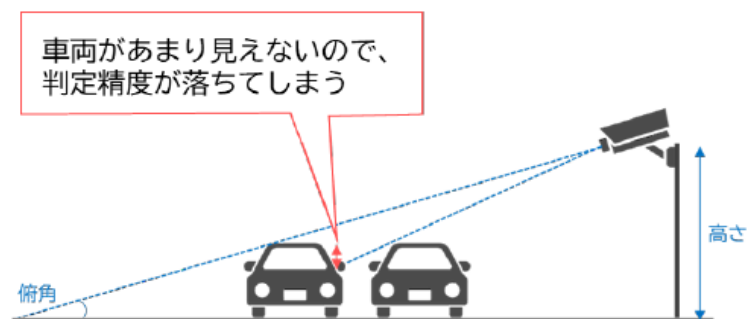 車両があまり見えないので、
判定精度が落ちてしまう
高さ
俯角